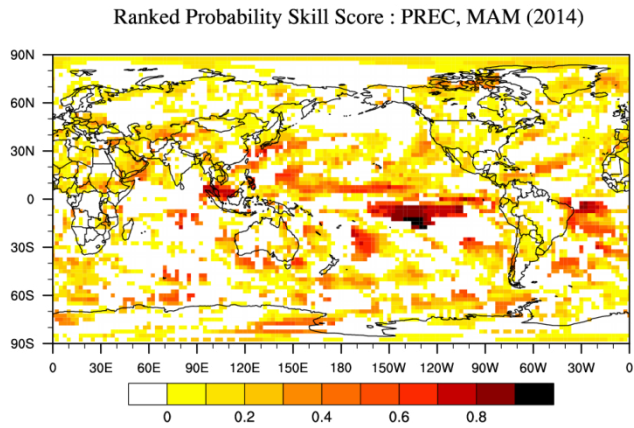 Ranked Probability Skill Score : PREC, MAM (2014)
90N
60N
30N
0
30S
60S
90S
0 30E 60E 90E 120E 150E 180 150W 120W 90W 60W 30W 0
0 0.2 0.4 0.6 0.8